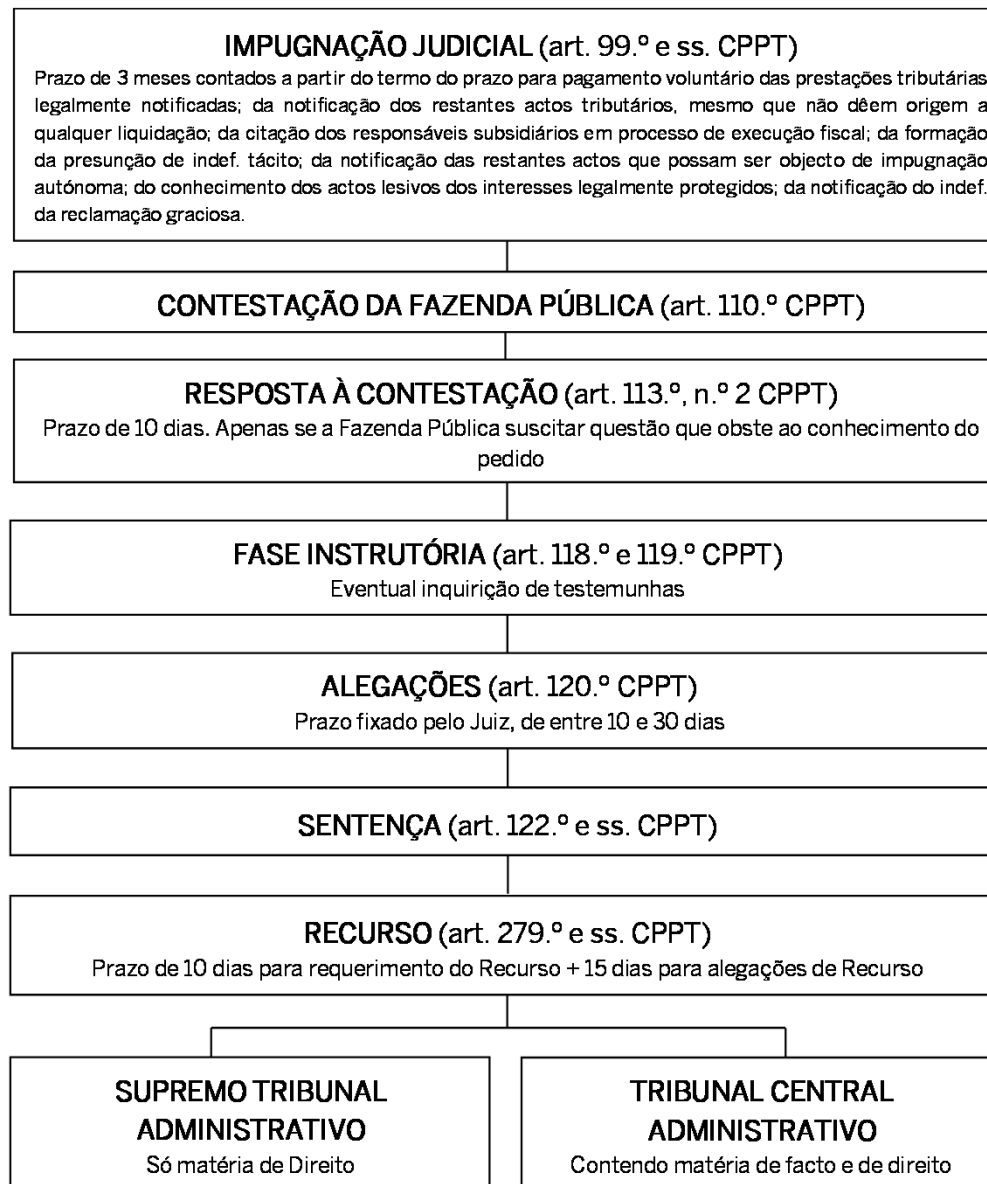 IMPUGNAÇÃO JUDICIAL (art. 99.º e ss. CPPT)
Prazo de 3 meses contados a partir do termo do prazo para pagamento voluntário das prestações tributárias
legalmente notificadas; da notificação dos restantes actos tributários, mesmo que não dêem origem a
qualquer liquidação; da citação dos responsáveis subsidiários em processo de execução fiscal; da formação
da presunção de indef. tácito; da notificação das restantes actos que possam ser objecto de impugnação
autónoma; do conhecimento dos actos lesivos dos interesses legalmente protegidos; da notificação do indef.
da reclamação graciosa.
CONTESTAÇÃO DA FAZENDA PÚBLICA (art. 110.º CPPT)
RESPOSTA À CONTESTAÇÃO (art. 113.º, n.º 2 CPPT)
Prazo de 10 dias. Apenas se a Fazenda Pública suscitar questão que obste ao conhecimento do
pedido
FASE INSTRUTÓRIA (art. 118.º e 119.º CPPT)
Eventual inquirição de testemunhas
ALEGAÇÕES (art. 120.º CPPT)
Prazo fixado pelo Juiz, de entre 10 e 30 dias
SENTENÇA (art. 122.º e ss. CPPT)
RECURSO (art. 279.º e ss. CPPT)
Prazo de 10 dias para requerimento do Recurso + 15 dias para alegações de Recurso
SUPREMO TRIBUNAL
ADMINISTRATIVO
Só matéria de Direito
TRIBUNAL CENTRAL
ADMINISTRATIVO
Contendo matéria de facto e de direito